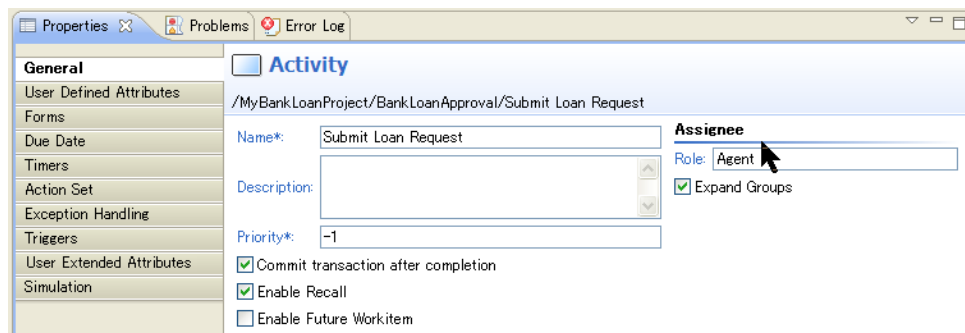 Properties Problems Error Log
General
User Defined Attributes
Forms
Due Date
Timers
Action Set
Exception Handling
Triggers
User Extended Attributes
Simulation
Activity
/MyBankLoanProject/BankLoanApproval/Submit Loan Request
Name*: Submit Loan Request
Description:
Priority*: -1
Commit transaction after completion
Enable Recall
Enable Future Workitem
Assignee
Role: Agent
Expand Groups